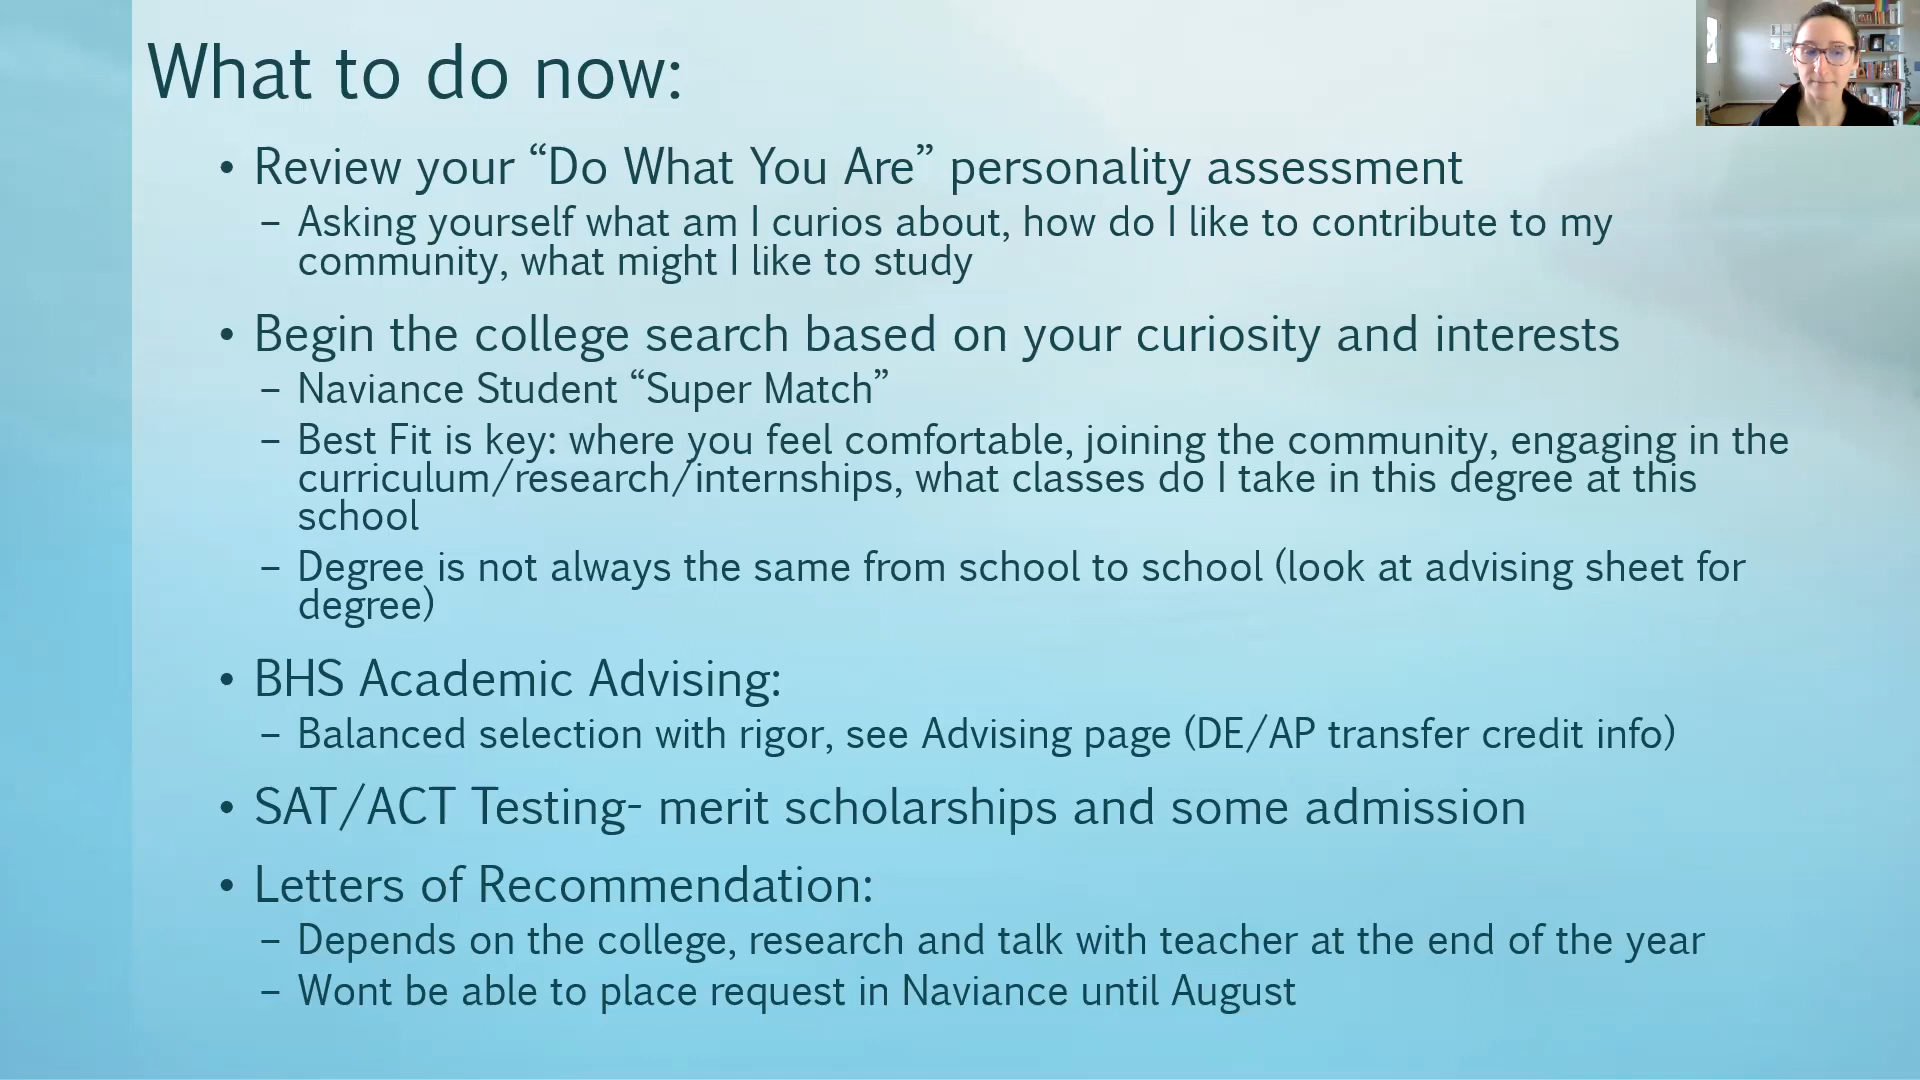 What to do now:
• Review your “Do What You Are” personality assessment
– Asking yourself what am I curios about, how do I like to contribute to my
community, what might I like to study
• Begin the college search based on your curiosity and interests
– Naviance Student “Super Match”
– Best Fit is key: where you feel comfortable, joining the community, engaging in the
curriculum/research/internships, what classes do I take in this degree at this
school
– Degree is not always the same from school to school (look at advising sheet for
degree)
• BHS Academic Advising:
– Balanced selection with rigor, see Advising page (DE/AP transfer credit info)
• SAT/ACT Testing- merit scholarships and some admission
• Letters of Recommendation:
– Depends on the college, research and talk with teacher at the end of the year
– Wont be able to place request in Naviance until August